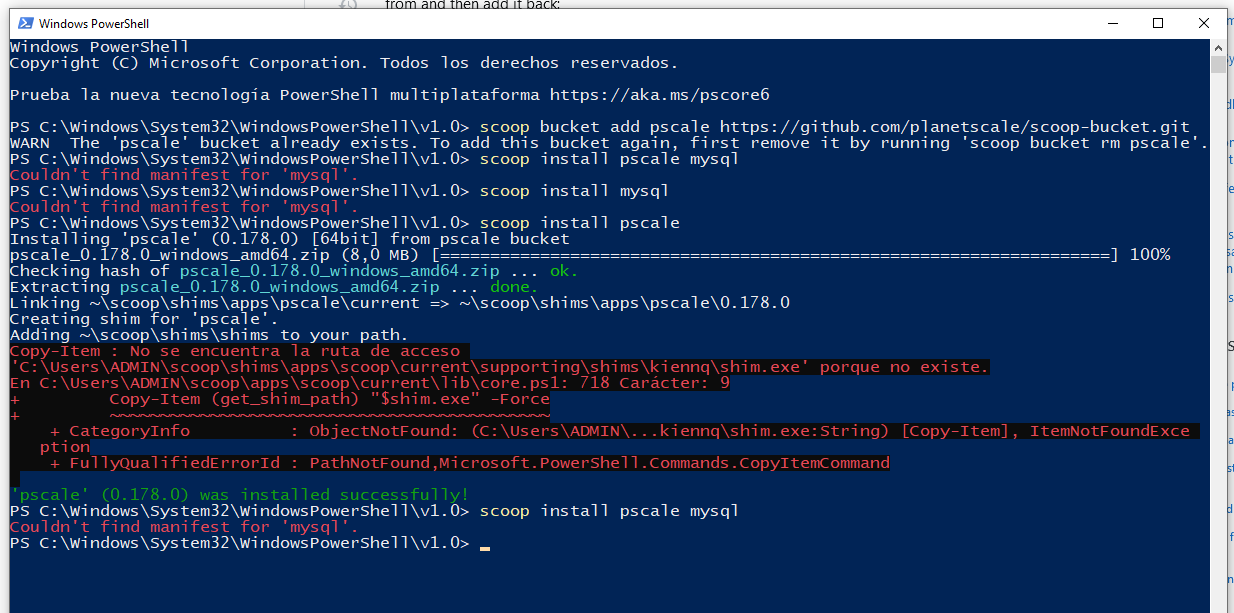 from and then add it back:
Windows PowerShell
Windows PowerShell
Copyright (C) Microsoft Corporation. Todos los derechos reservados.
Prueba la nueva tecnología PowerShell multiplataforma https://aka.ms/pscore6
PS C:\Windows\System32\WindowsPowerShell\v1.0> scoop bucket add pscale https://github.com/planetscale/scoop-bucket.git
WARN  The 'pscale' bucket already exists. To add this bucket again, first remove it by running 'scoop bucket rm pscale'.
PS C:\Windows\System32\WindowsPowerShell\v1.0> scoop install pscale mysql
Couldn't find manifest for 'mysql'.
PS C:\Windows\System32\WindowsPowerShell\v1.0> scoop install mysql
Couldn't find manifest for 'mysql'.
PS C:\Windows\System32\WindowsPowerShell\v1.0> scoop install pscale
Installing 'pscale' (0.178.0) [64bit] from pscale bucket
pscale_0.178.0_windows_amd64.zip (8,0 MB) [===================================================================] 100%
Checking hash of pscale_0.178.0_windows_amd64.zip ... ok.
Extracting pscale_0.178.0_windows_amd64.zip ... done.
Linking ~\scoop\shims\apps\pscale\current => ~\scoop\shims\apps\pscale\0.178.0
Creating shim for 'pscale'.
Adding ~\scoop\shims\shims to your path.
Copy-Item : No se encuentra la ruta de acceso
'C:\Users\ADMIN\scoop\shims\apps\scoop\current\supporting\shims\kiennq\shim.exe' porque no existe.
En C:\Users\ADMIN\scoop\apps\scoop\current\lib\core.ps1: 718 Carácter: 9
+         Copy-Item (get_shim_path) "$shim.exe" -Force
+         ~~~~~~~~~~~~~~~~~~~~~~~~~~~~~~~~~~~~~~~~~~~~
    + CategoryInfo          : ObjectNotFound: (C:\Users\ADMIN\...kiennq\shim.exe:String) [Copy-Item], ItemNotFoundExce
   ption
    + FullyQualifiedErrorId : PathNotFound,Microsoft.PowerShell.Commands.CopyItemCommand
'pscale' (0.178.0) was installed successfully!
PS C:\Windows\System32\WindowsPowerShell\v1.0> scoop install pscale mysql
Couldn't find manifest for 'mysql'.
PS C:\Windows\System32\WindowsPowerShell\v1.0>